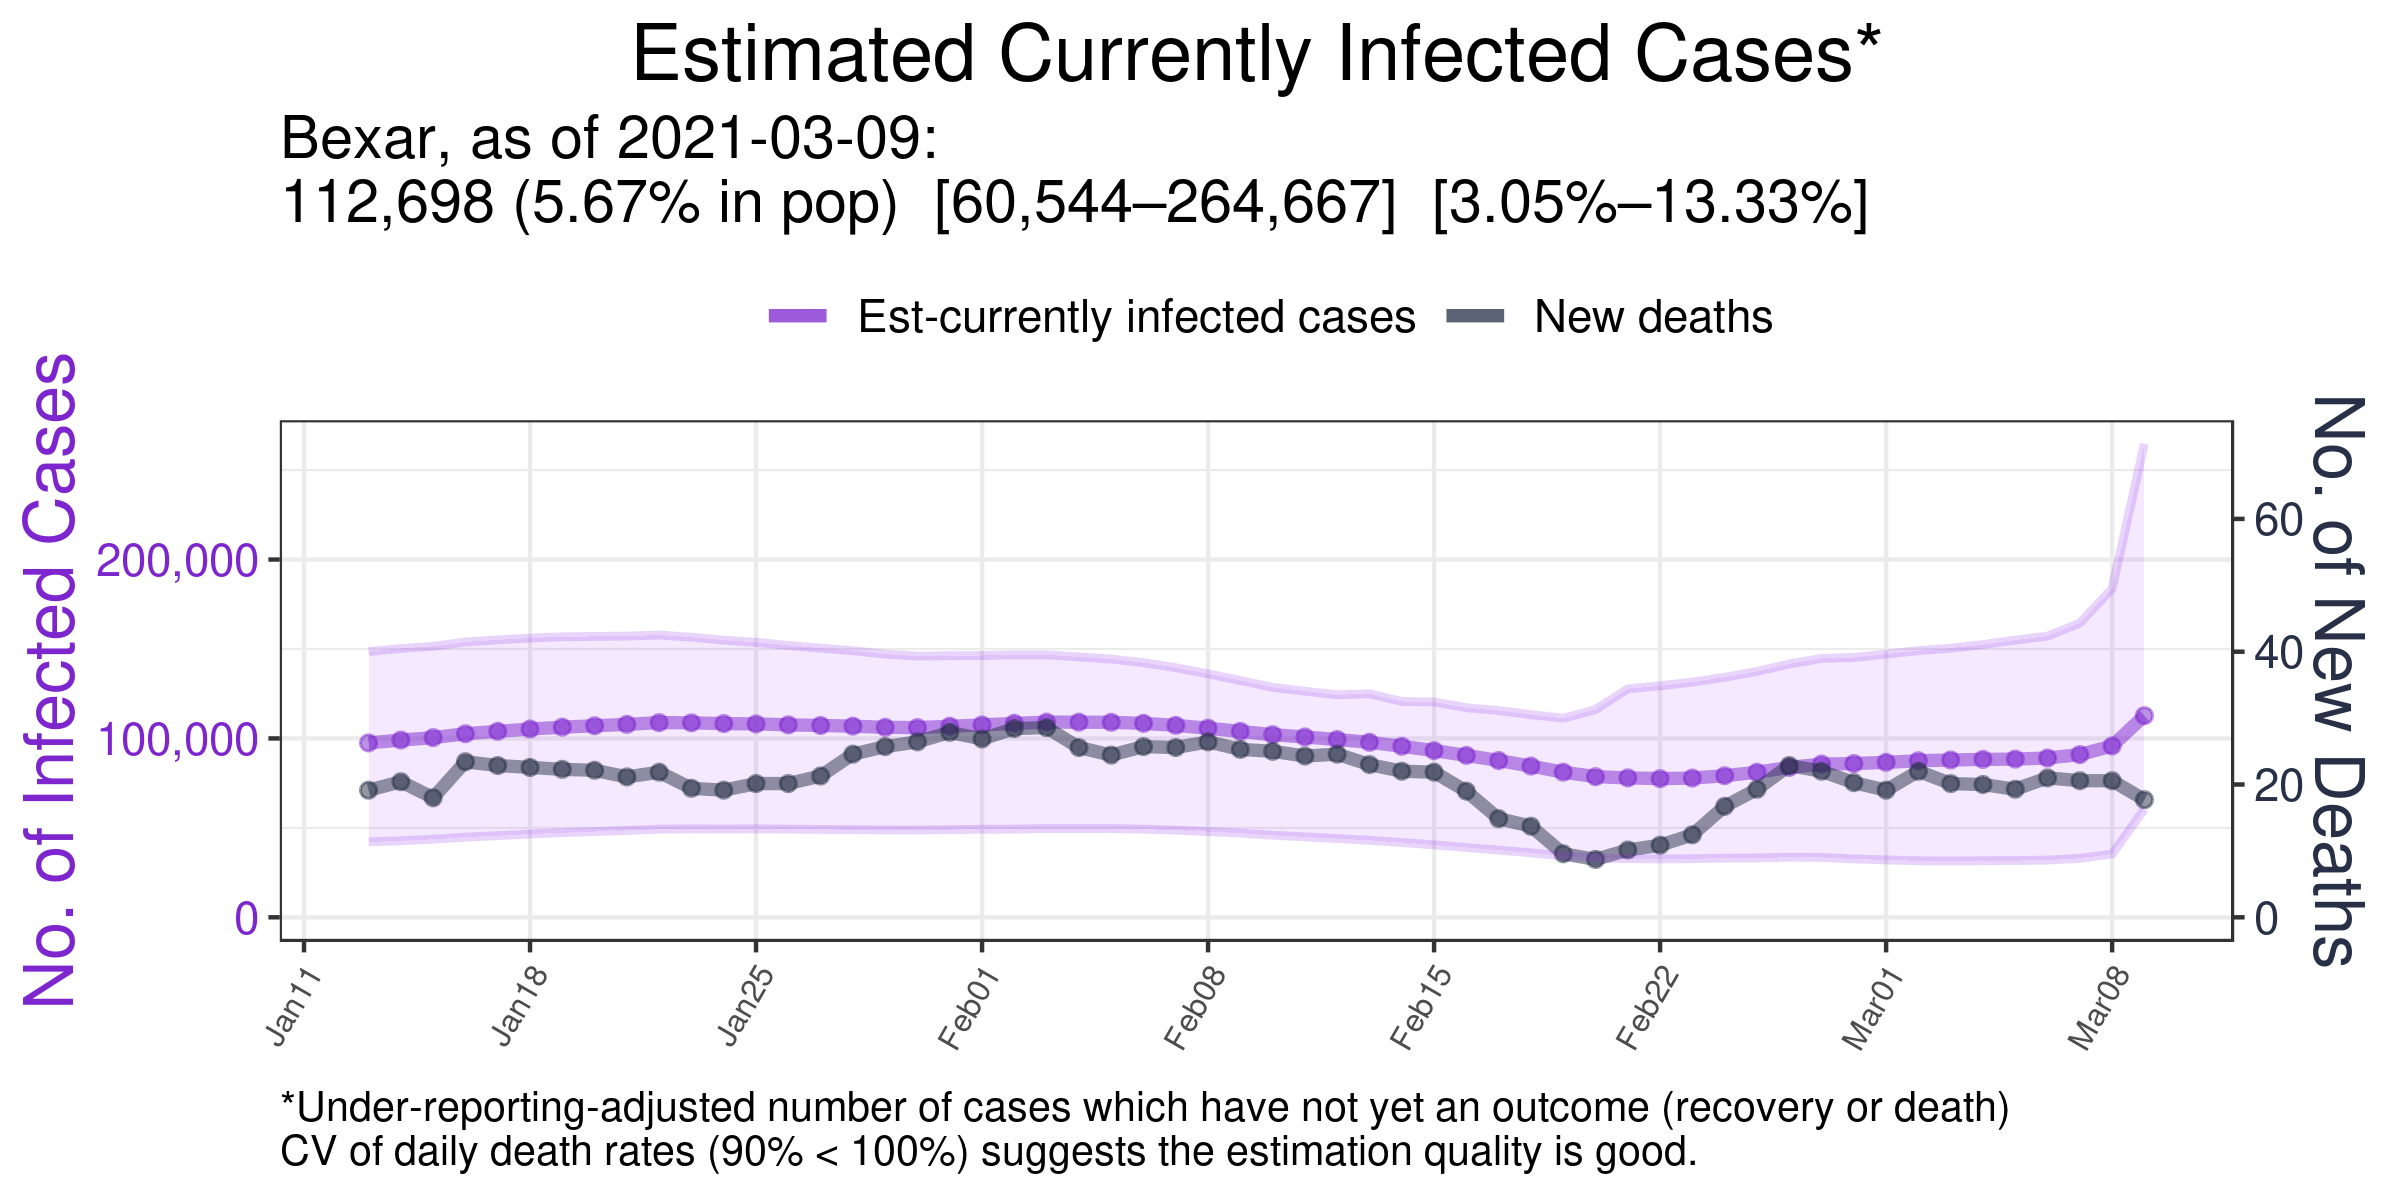 Estimated Currently Infected Cases*
Bexar, as of 2021-03-09:
112,698 (5.67% in pop)  [60,544–264,667]  [3.05%–13.33%]
Est-currently infected cases
New deaths
No. of Infected Cases
200,000
100,000
0
60
40
20
0
No. of New Deaths
Jan11
Jan18
Jan25
Feb01
Feb08
Feb15
Feb22
Mar01
Mar08
*Under-reporting-adjusted number of cases which have not yet an outcome (recovery or death)
CV of daily death rates (90% < 100%) suggests the estimation quality is good.